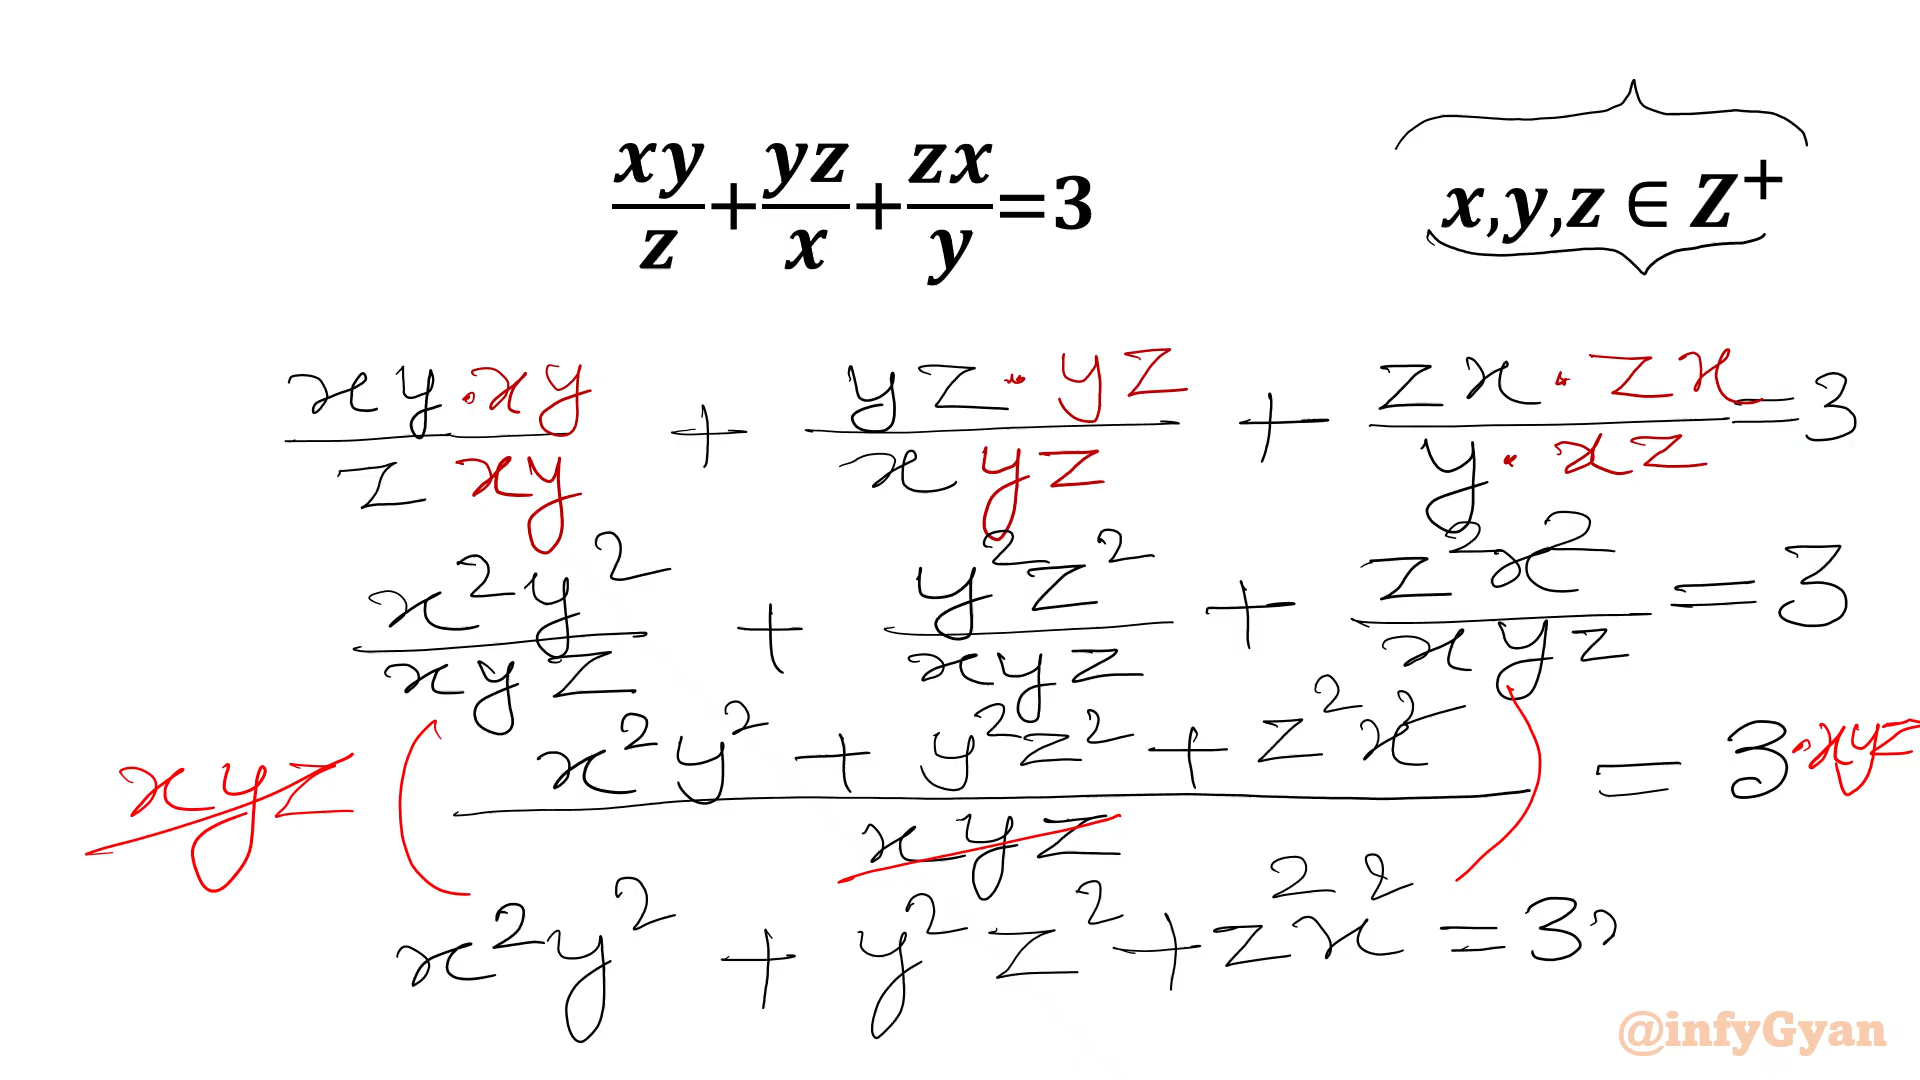 xy/z + yz/x + zx/y = 3    x,y,z ∈ Z⁺
xy·xy/z xy + yz·yz/x yz + zx·zx/y·xz = 3
x²y²/xyz + y²z²/xyz + z²x²/xyz = 3
xyz (x²y² + y²z² + z²x²/xyz) = 3·xyz
x²y² + y²z² + z²x² = 3
@infyGyan